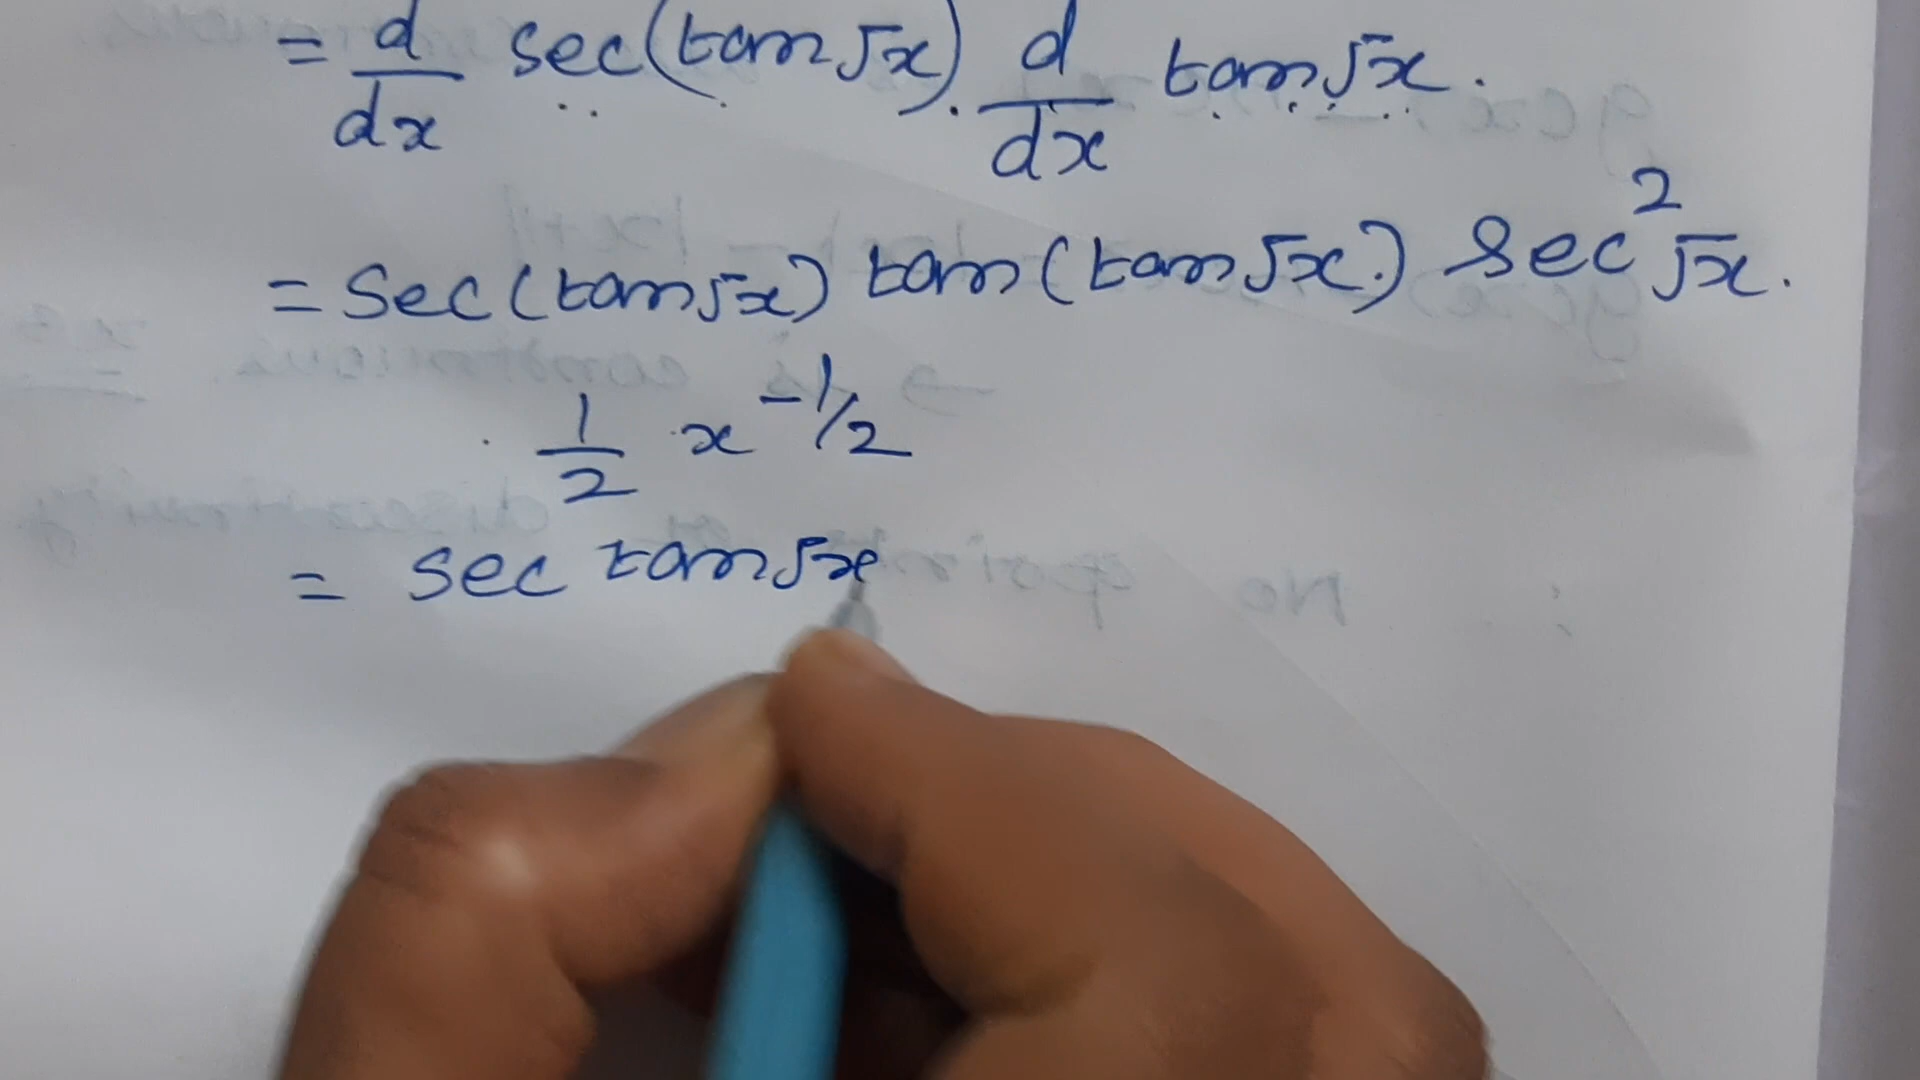 = d/dx sec(tan√x). d/dx tan√x.
= Sec(tan√x) tan(tan√x.) Sec² √x.
. 1/2 x^-1/2
= Sec tan√x